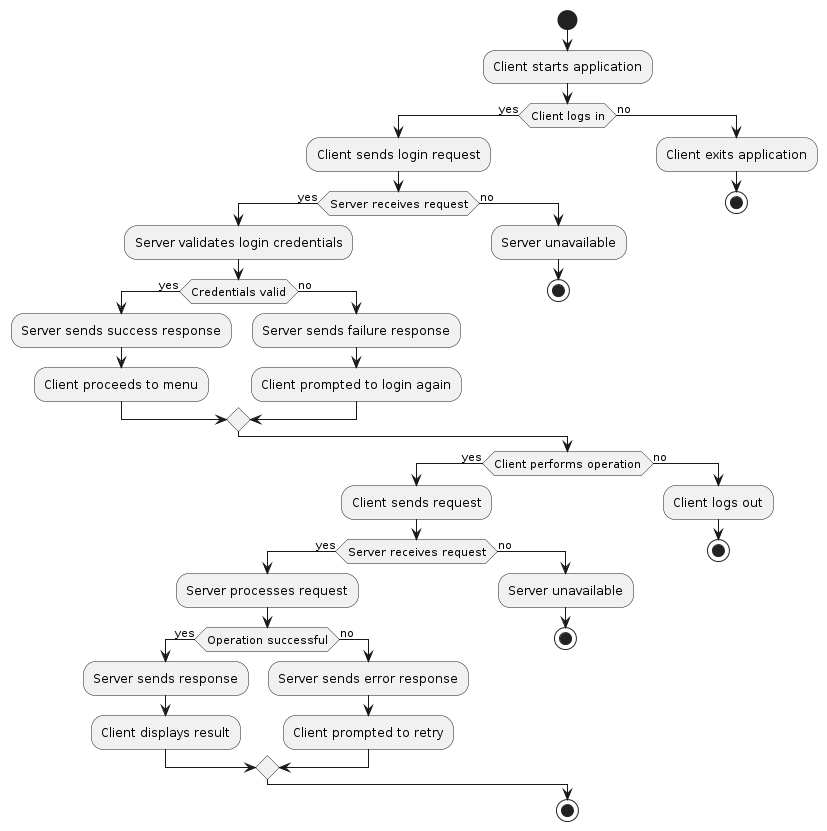 Client starts application
yes
Client logs in
no
Client sends login request
Client exits application
yes
Server receives request
no
Server validates login credentials
Server unavailable
yes
Credentials valid
no
Server sends success response
Server sends failure response
Client proceeds to menu
Client prompted to login again
yes
Client performs operation
no
Client sends request
Client logs out
yes
Server receives request
no
Server processes request
Server unavailable
yes
Operation successful
no
Server sends response
Server sends error response
Client displays result
Client prompted to retry